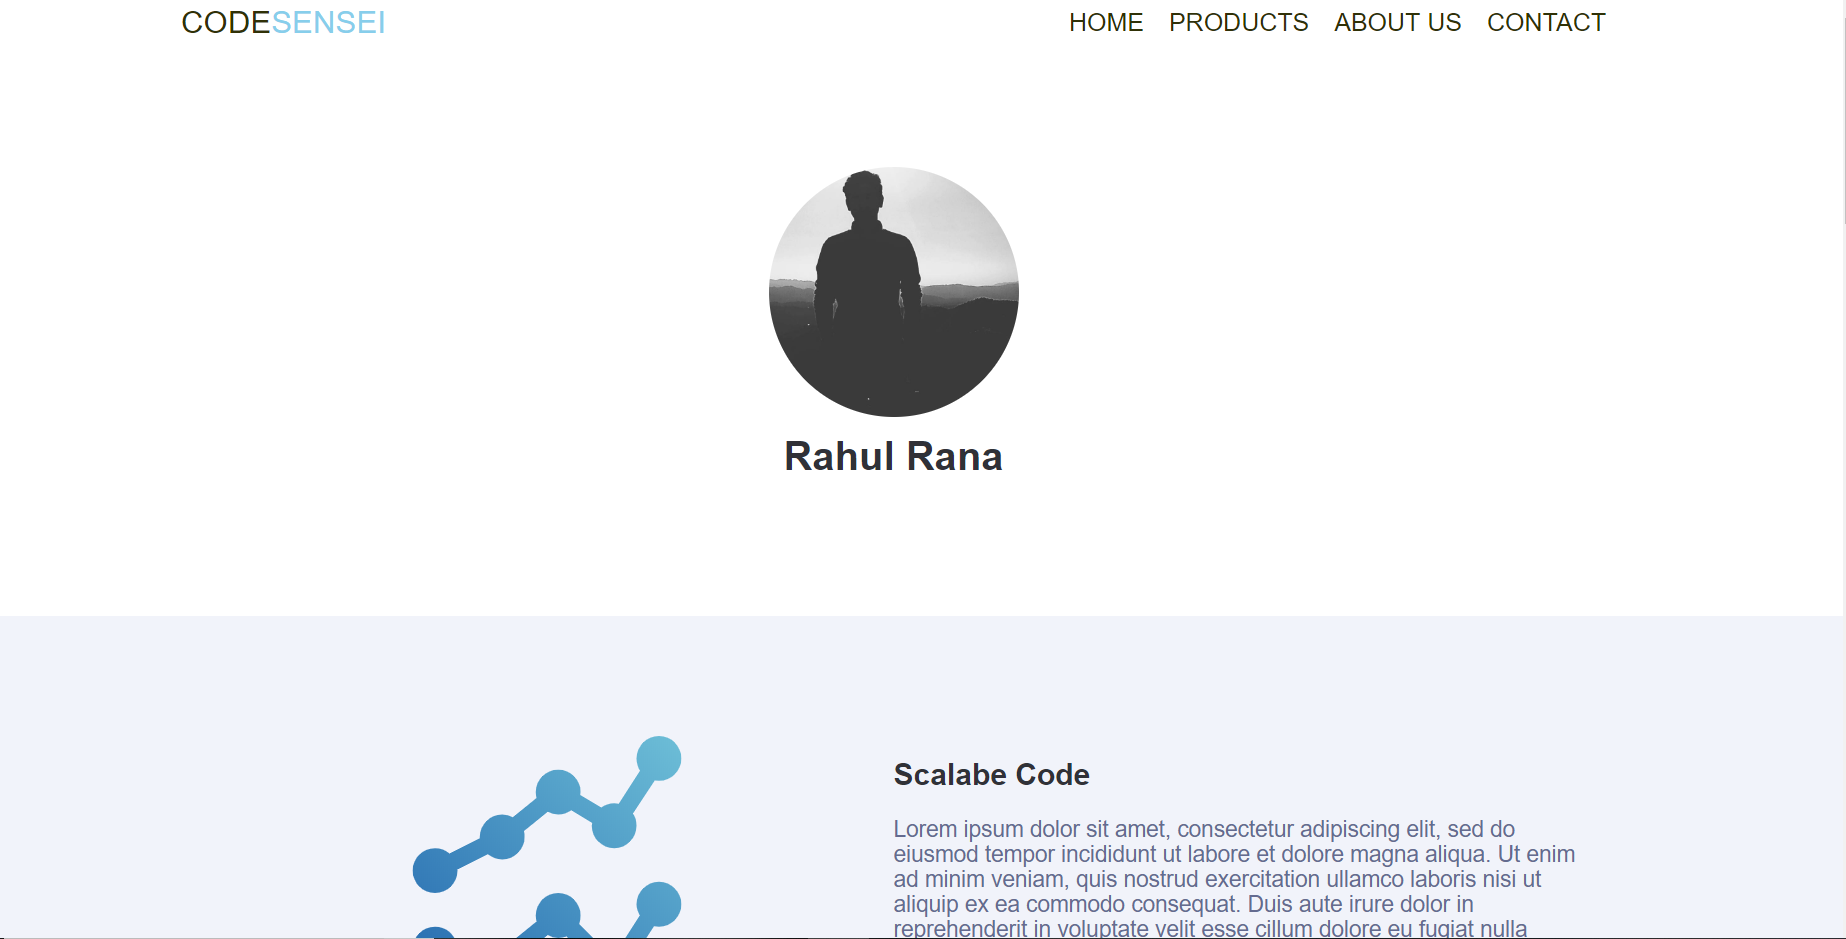 CODESENSEI HOME PRODUCTS ABOUT US CONTACT
Rahul Rana
Scalabe Code
Lorem ipsum dolor sit amet, consectetur adipiscing elit, sed do
eiusmod tempor incididunt ut labore et dolore magna aliqua. Ut enim
ad minim veniam, quis nostrud exercitation ullamco laboris nisi ut
aliquip ex ea commodo consequat. Duis aute irure dolor in
reprehenderit in voluptate velit esse cillum dolore eu fugiat nulla